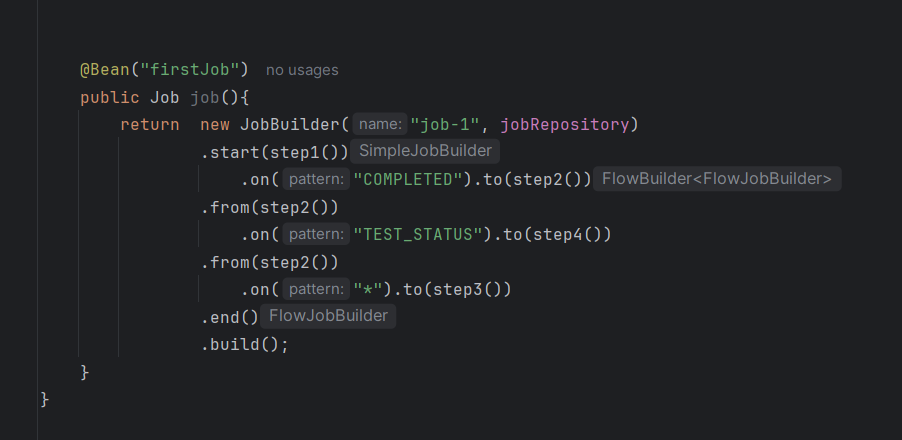 @Bean("firstJob") no usages
public Job job(){
return new JobBuilder( name: "job-1", jobRepository)
.start(step1()) SimpleJobBuilder
.on( pattern: "COMPLETED").to(step2()) FlowBuilder<FlowJobBuilder>
.from(step2())
.on( pattern: "TEST_STATUS").to(step4())
.from(step2())
.on( pattern: "*").to(step3())
.end() FlowJobBuilder
.build();
}
}